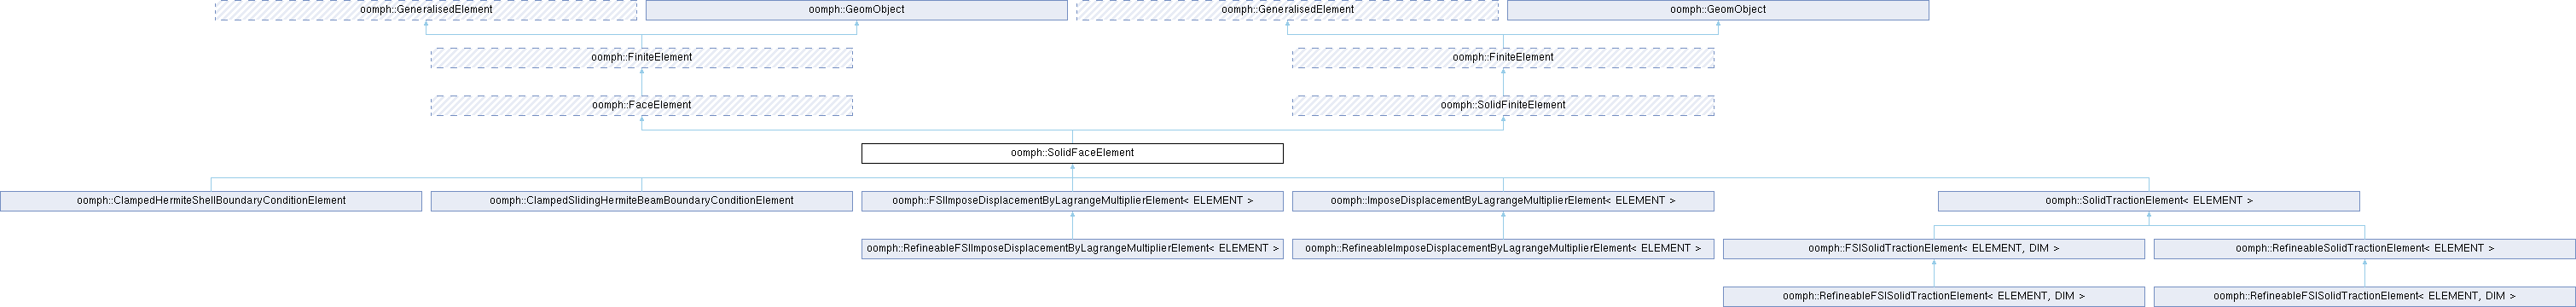 oomph::GeneralisedElement
oomph::GeomObject
oomph::GeneralisedElement
oomph::GeomObject
oomph::FiniteElement
oomph::FiniteElement
oomph::FaceElement
oomph::SolidFiniteElement
oomph::SolidFaceElement
oomph::ClampedHermiteShellBoundaryConditionElement
oomph::ClampedSlidingHermiteBeamBoundaryConditionElement
oomph::FSIImposeDisplacementByLagrangeMultiplierElement< ELEMENT >
oomph::ImposeDisplacementByLagrangeMultiplierElement< ELEMENT >
oomph::SolidTractionElement< ELEMENT >
oomph::RefineableFSIImposeDisplacementByLagrangeMultiplierElement< ELEMENT >
oomph::RefineableImposeDisplacementByLagrangeMultiplierElement< ELEMENT >
oomph::FSISolidTractionElement< ELEMENT, DIM >
oomph::RefineableSolidTractionElement< ELEMENT >
oomph::RefineableFSISolidTractionElement< ELEMENT, DIM >
oomph::RefineableFSISolidTractionElement< ELEMENT, DIM >